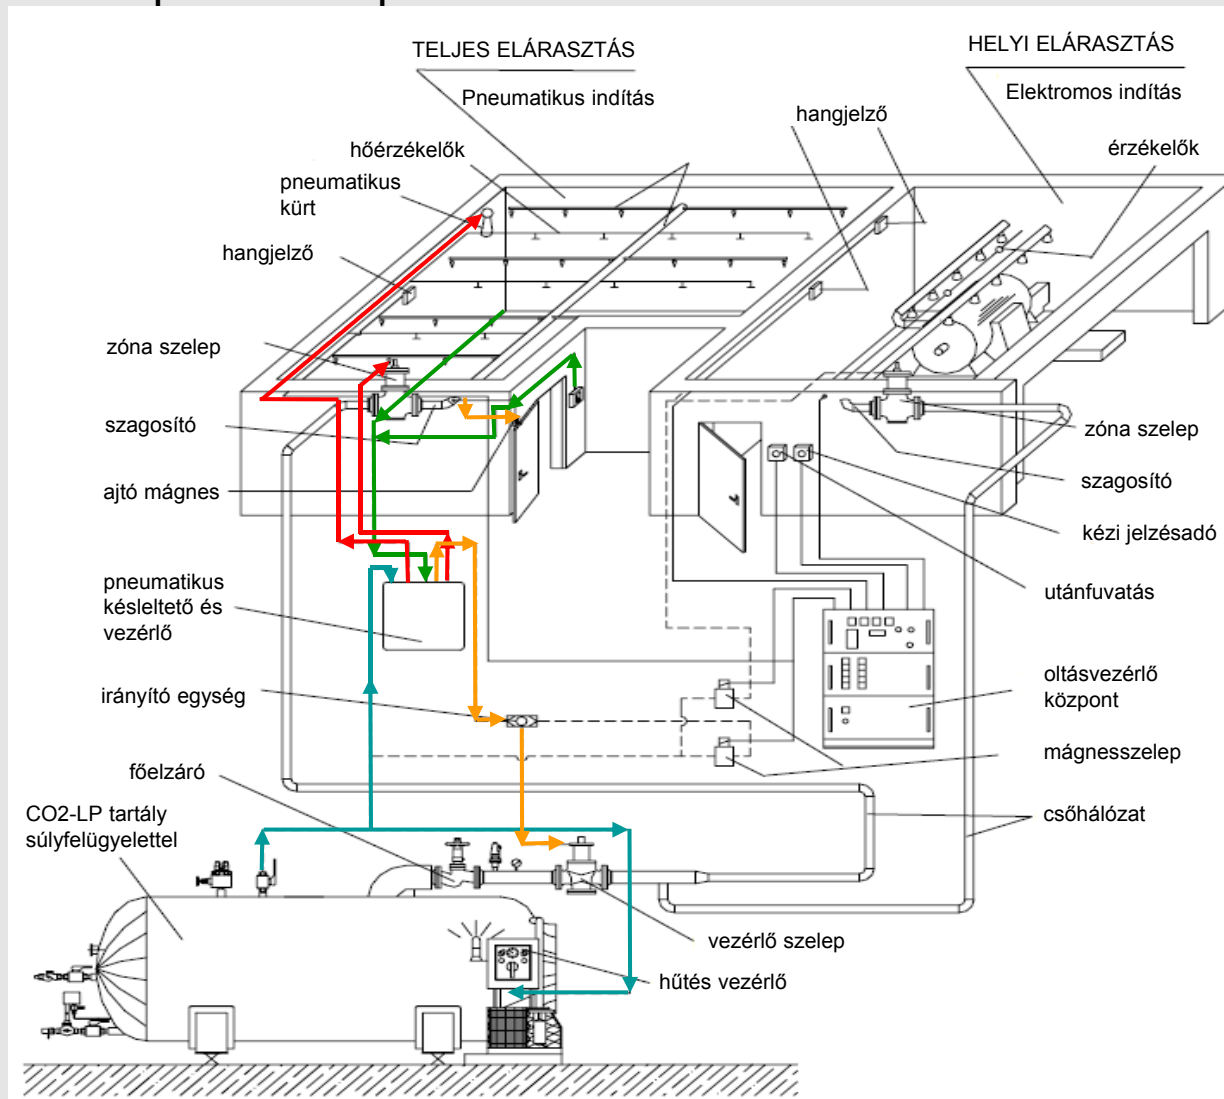 TELJES ELÁRASZTÁS
HELYI ELÁRASZTÁS
Pneumatikus indítás
Elektromos indítás
hangjelző
hőérzékelők
érzékelők
pneumatikus
kürt
hangjelző
zóna szelep
szagosító
zóna szelep
ajtó mágnes
szagosító
kézi jelzésadó
pneumatikus
késleltető és
vezérlő
utánfuvatás
irányító egység
oltásvezérlő
központ
mágnesszelep
főelzáró
CO2-LP tartály
súlyfelügyelettel
csőhálózat
vezérlő szelep
hűtés vezérlő